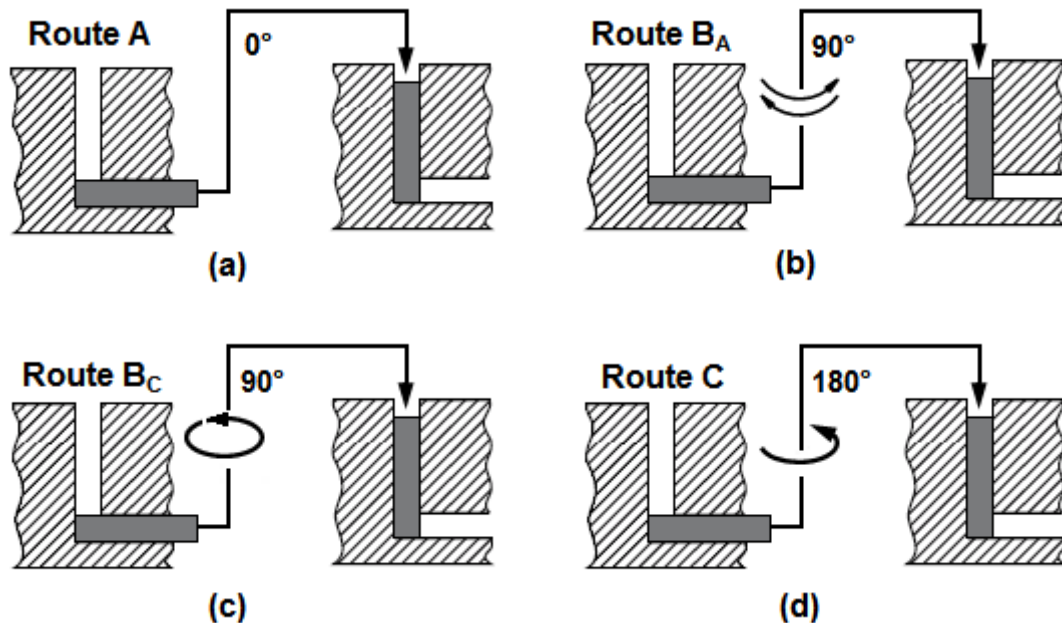 Route A
0°
Route B_A
90°
(a)
(b)
Route B_C
90°
Route C
180°
(c)
(d)